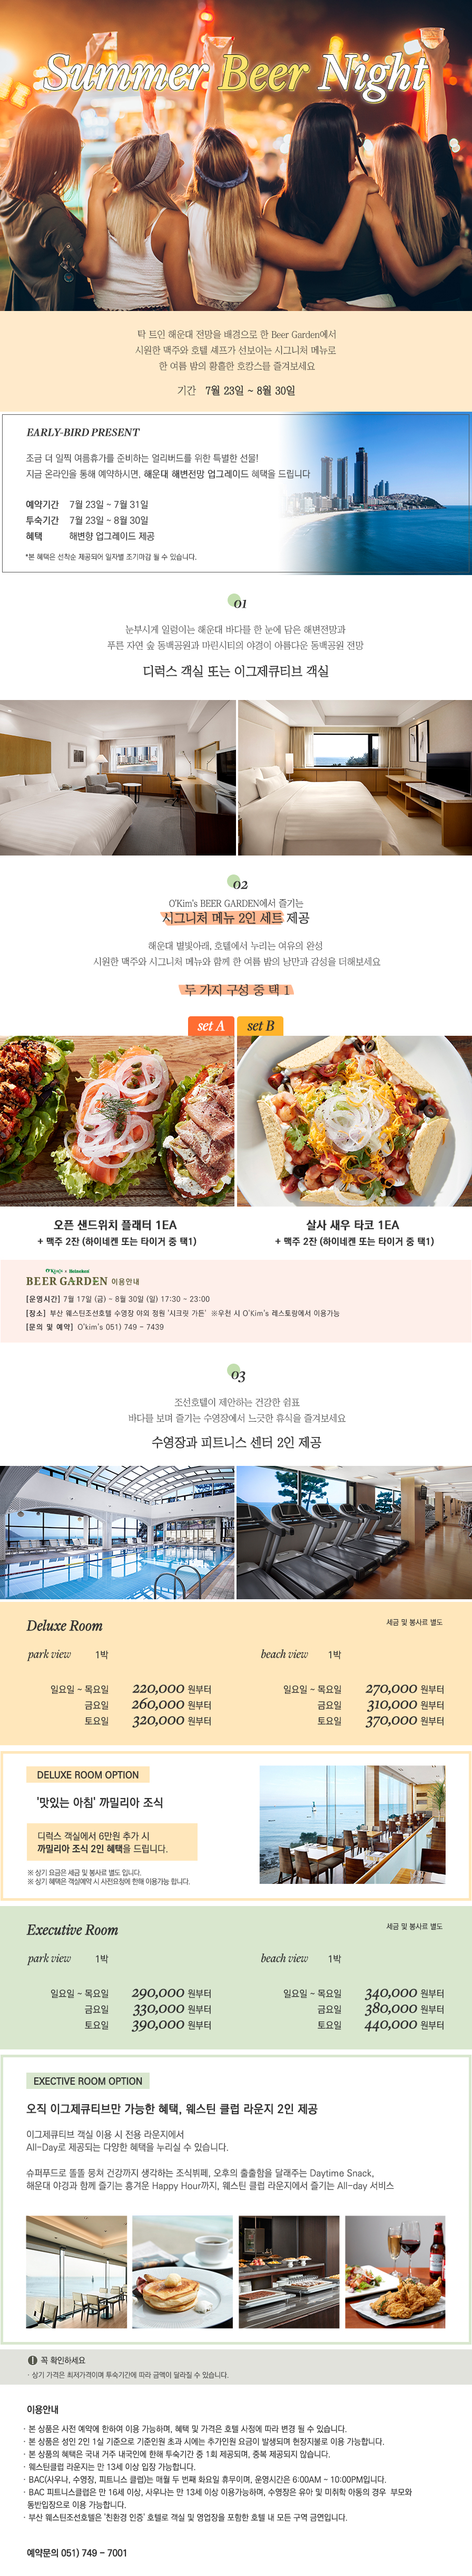 Summer Beer Night
탁 트인 해운대 전망을 배경으로 한 Beer Garden에서
시원한 맥주와 호텔 셰프가 선보이는 시그니처 메뉴로
한 여름 밤의 황홀한 호캉스를 즐겨보세요
기간 7월 23일 ~ 8월 30일
EARLY-BIRD PRESENT
조금 더 일찍 여름휴가를 준비하는 얼리버드를 위한 특별한 선물!
지금 온라인을 통해 예약하시면, 해운대 해변전망 업그레이드 혜택을 드립니다
예약기간 7월 23일 ~ 7월 31일
투숙기간 7월 23일 ~ 8월 30일
혜택 해변향 업그레이드 제공
*본 혜택은 선착순 제공되어 일자별 조기마감 될 수 있습니다.
01
눈부시게 일렁이는 해운대 바다를 한 눈에 담은 해변전망과
푸른 자연 숲 동백공원과 마린시티의 야경이 아름다운 동백공원 전망
디럭스 객실 또는 이그제큐티브 객실
02
O'Kim's BEER GARDEN에서 즐기는
시그니처 메뉴 2인 세트 제공
해운대 별빛아래, 호텔에서 누리는 여유의 완성
시원한 맥주와 시그니처 메뉴와 함께 한 여름 밤의 낭만과 감성을 더해보세요
두 가지 구성 중 택 1
set A set B
오픈 샌드위치 플래터 1EA
+ 맥주 2잔 (하이네켄 또는 타이거 중 택1)
살사 새우 타코 1EA
+ 맥주 2잔 (하이네켄 또는 타이거 중 택1)
O'Kim's x Heineken
BEER GARDEN 이용안내
[운영시간] 7월 17일 (금) ~ 8월 30일 (일) 17:30 ~ 23:00
[장소] 부산 웨스틴조선호텔 수영장 야외 정원 '시크릿 가든' ※우천 시 O'Kim's 레스토랑에서 이용가능
[문의 및 예약] O'kim's 051) 749 - 7439
03
조선호텔이 제안하는 건강한 쉼표
바다를 보며 즐기는 수영장에서 느긋한 휴식을 즐겨보세요
수영장과 피트니스 센터 2인 제공
Deluxe Room
세금 및 봉사료 별도
park view 1박
일요일 ~ 목요일 220,000 원부터
금요일 260,000 원부터
토요일 320,000 원부터
beach view 1박
일요일 ~ 목요일 270,000 원부터
금요일 310,000 원부터
토요일 370,000 원부터
DELUXE ROOM OPTION
'맛있는 아침' 까밀리아 조식
디럭스 객실에서 6만원 추가 시
까밀리아 조식 2인 혜택을 드립니다.
※ 상기 요금은 세금 및 봉사료 별도 입니다.
※ 상기 혜택은 객실예약 시 사전요청에 한해 이용가능 합니다.
Executive Room
세금 및 봉사료 별도
park view 1박
일요일 ~ 목요일 290,000 원부터
금요일 330,000 원부터
토요일 390,000 원부터
beach view 1박
일요일 ~ 목요일 340,000 원부터
금요일 380,000 원부터
토요일 440,000 원부터
EXECTIVE ROOM OPTION
오직 이그제큐티브만 가능한 혜택, 웨스틴 클럽 라운지 2인 제공
이그제큐티브 객실 이용 시 전용 라운지에서
All-Day로 제공되는 다양한 혜택을 누리실 수 있습니다.
슈퍼푸드로 똘똘 뭉쳐 건강까지 생각하는 조식뷔페, 오후의 출출함을 달래주는 Daytime Snack,
해운대 야경과 함께 즐기는 흥겨운 Happy Hour까지, 웨스틴 클럽 라운지에서 즐기는 All-day 서비스
! 꼭 확인하세요
· 상기 가격은 최저가격이며 투숙기간에 따라 금액이 달라질 수 있습니다.
이용안내
· 본 상품은 사전 예약에 한하여 이용 가능하며, 혜택 및 가격은 호텔 사정에 따라 변경 될 수 있습니다.
· 본 상품은 성인 2인 1실 기준으로 기준인원 초과 시에는 추가인원 요금이 발생되며 현장지불로 이용 가능합니다.
· 본 상품의 혜택은 국내 거주 내국인에 한해 투숙기간 중 1회 제공되며, 중복 제공되지 않습니다.
· 웨스틴클럽 라운지는 만 13세 이상 입장 가능합니다.
· BAC(사우나, 수영장, 피트니스 클럽)는 매월 두 번째 화요일 휴무이며, 운영시간은 6:00AM - 10:00PM입니다.
· BAC 피트니스클럽은 만 16세 이상, 사우나는 만 13세 이상 이용가능하며, 수영장은 유아 및 미취학 아동의 경우 부모와
동반입장으로 이용 가능합니다.
· 부산 웨스틴조선호텔은 '친환경 인증' 호텔로 객실 및 영업장을 포함한 호텔 내 모든 구역 금연입니다.
예약문의 051) 749 - 7001